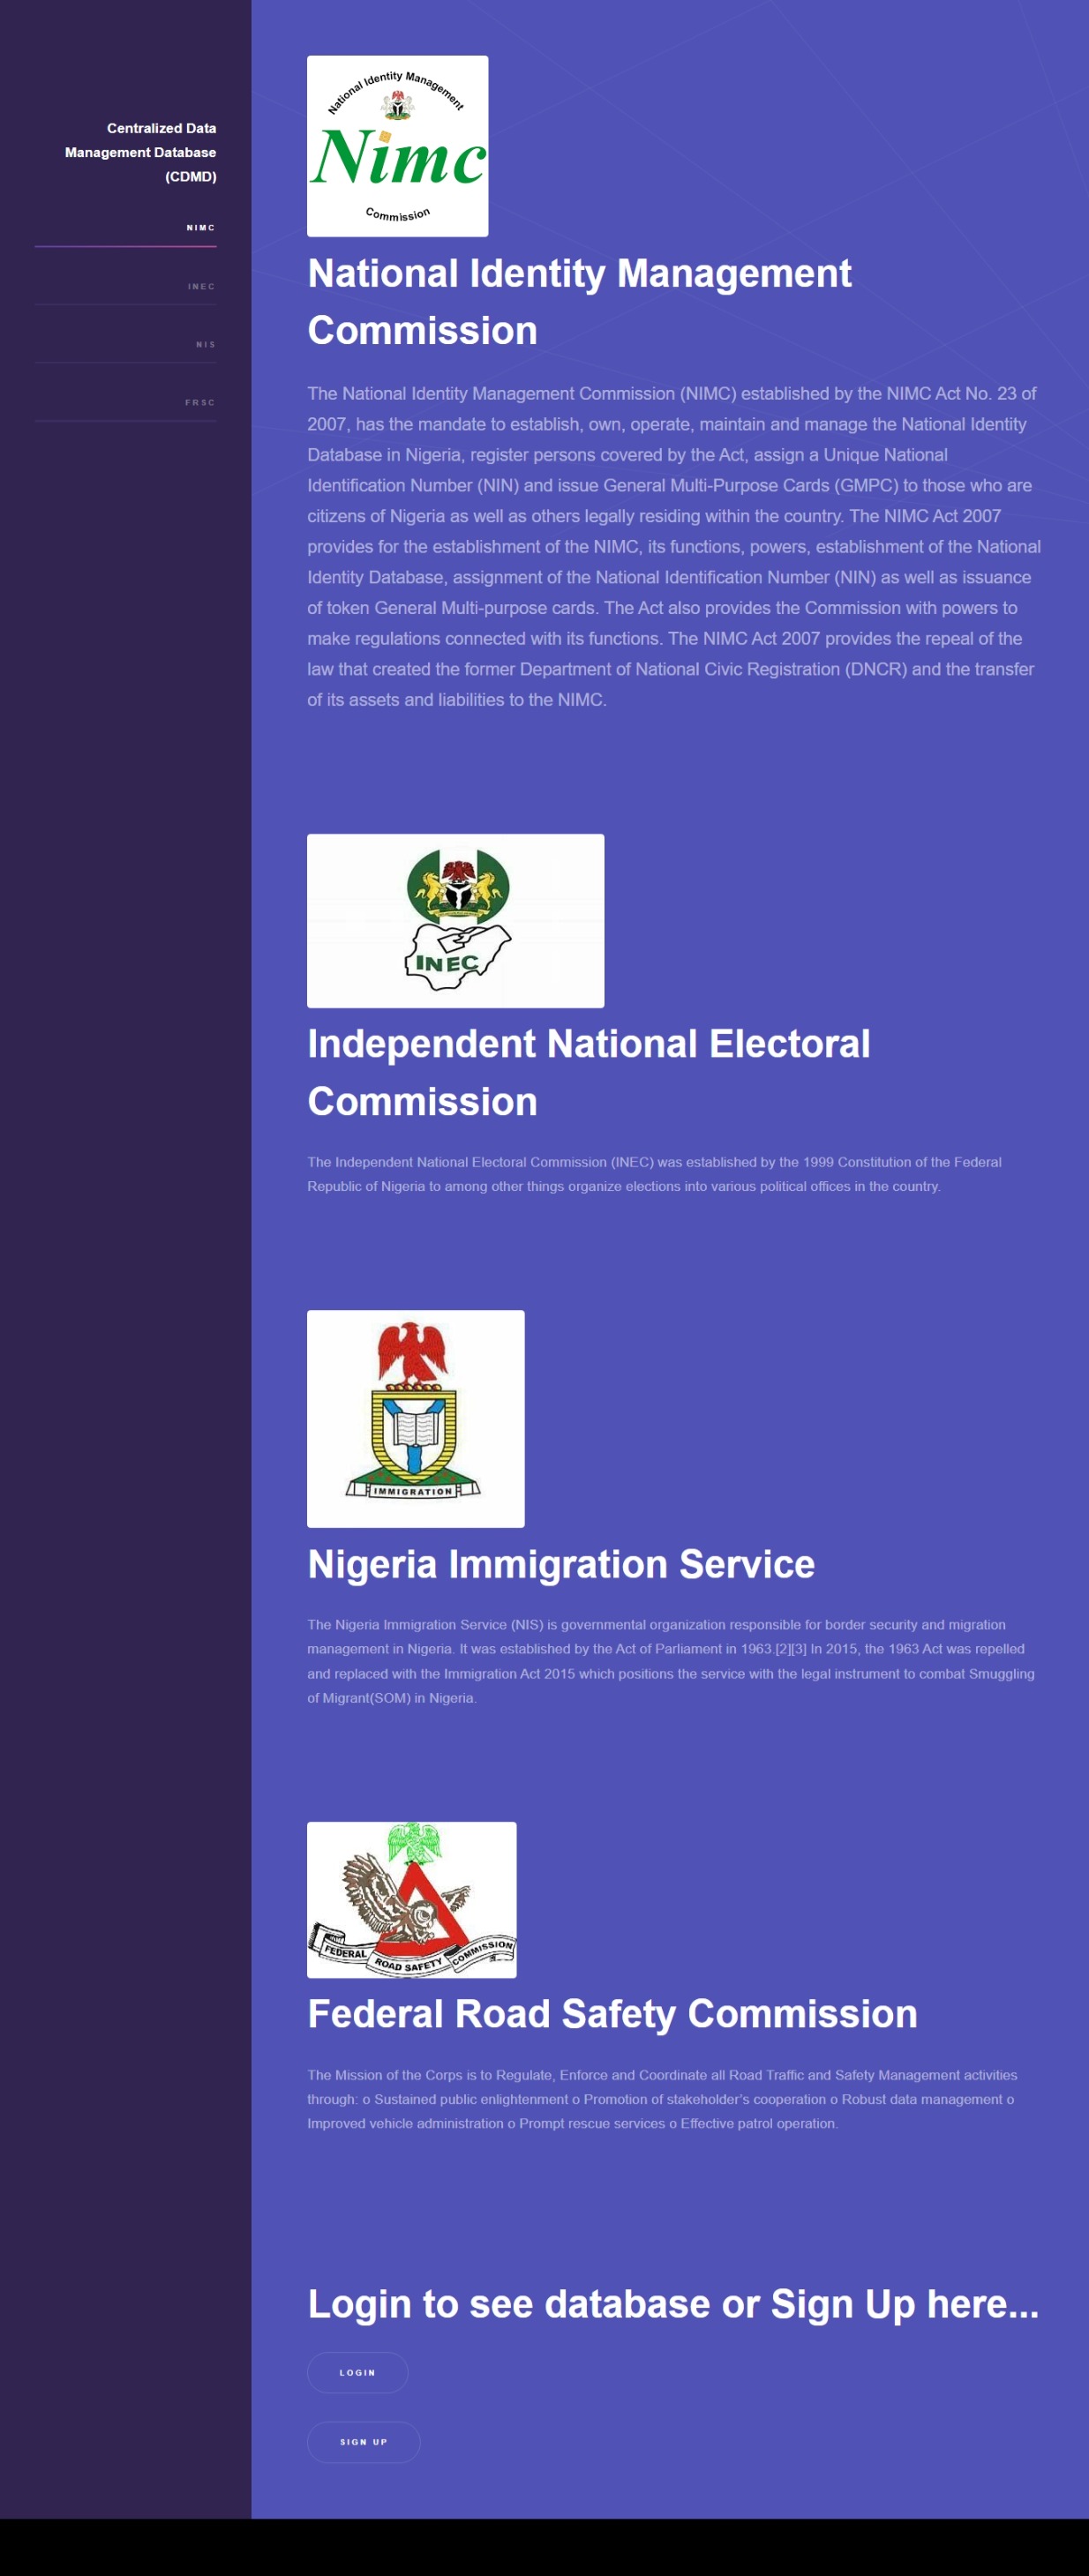 Centralized Data
Management Database
(CDMD)
NIMC
INEC
NIS
FRSC
National Identity Management
Nimc
Commission
National Identity Management
Commission
The National Identity Management Commission (NIMC) established by the NIMC Act No. 23 of
2007, has the mandate to establish, own, operate, maintain and manage the National Identity
Database in Nigeria, register persons covered by the Act, assign a Unique National
Identification Number (NIN) and issue General Multi-Purpose Cards (GMPC) to those who are
citizens of Nigeria as well as others legally residing within the country. The NIMC Act 2007
provides for the establishment of the NIMC, its functions, powers, establishment of the National
Identity Database, assignment of the National Identification Number (NIN) as well as issuance
of token General Multi-purpose cards. The Act also provides the Commission with powers to
make regulations connected with its functions. The NIMC Act 2007 provides the repeal of the
law that created the former Department of National Civic Registration (DNCR) and the transfer
of its assets and liabilities to the NIMC.
INEC
Independent National Electoral
Commission
The Independent National Electoral Commission (INEC) was established by the 1999 Constitution of the Federal
Republic of Nigeria to among other things organize elections into various political offices in the country.
IMMIGRATION
Nigeria Immigration Service
The Nigeria Immigration Service (NIS) is governmental organization responsible for border security and migration
management in Nigeria. It was established by the Act of Parliament in 1963.[2][3] In 2015, the 1963 Act was repelled
and replaced with the Immigration Act 2015 which positions the service with the legal instrument to combat Smuggling
of Migrant(SOM) in Nigeria.
FEDERAL ROAD SAFETY COMMISSION
Federal Road Safety Commission
The Mission of the Corps is to Regulate, Enforce and Coordinate all Road Traffic and Safety Management activities
through: o Sustained public enlightenment o Promotion of stakeholder's cooperation o Robust data management o
Improved vehicle administration o Prompt rescue services o Effective patrol operation.
Login to see database or Sign Up here...
LOGIN
SIGN UP